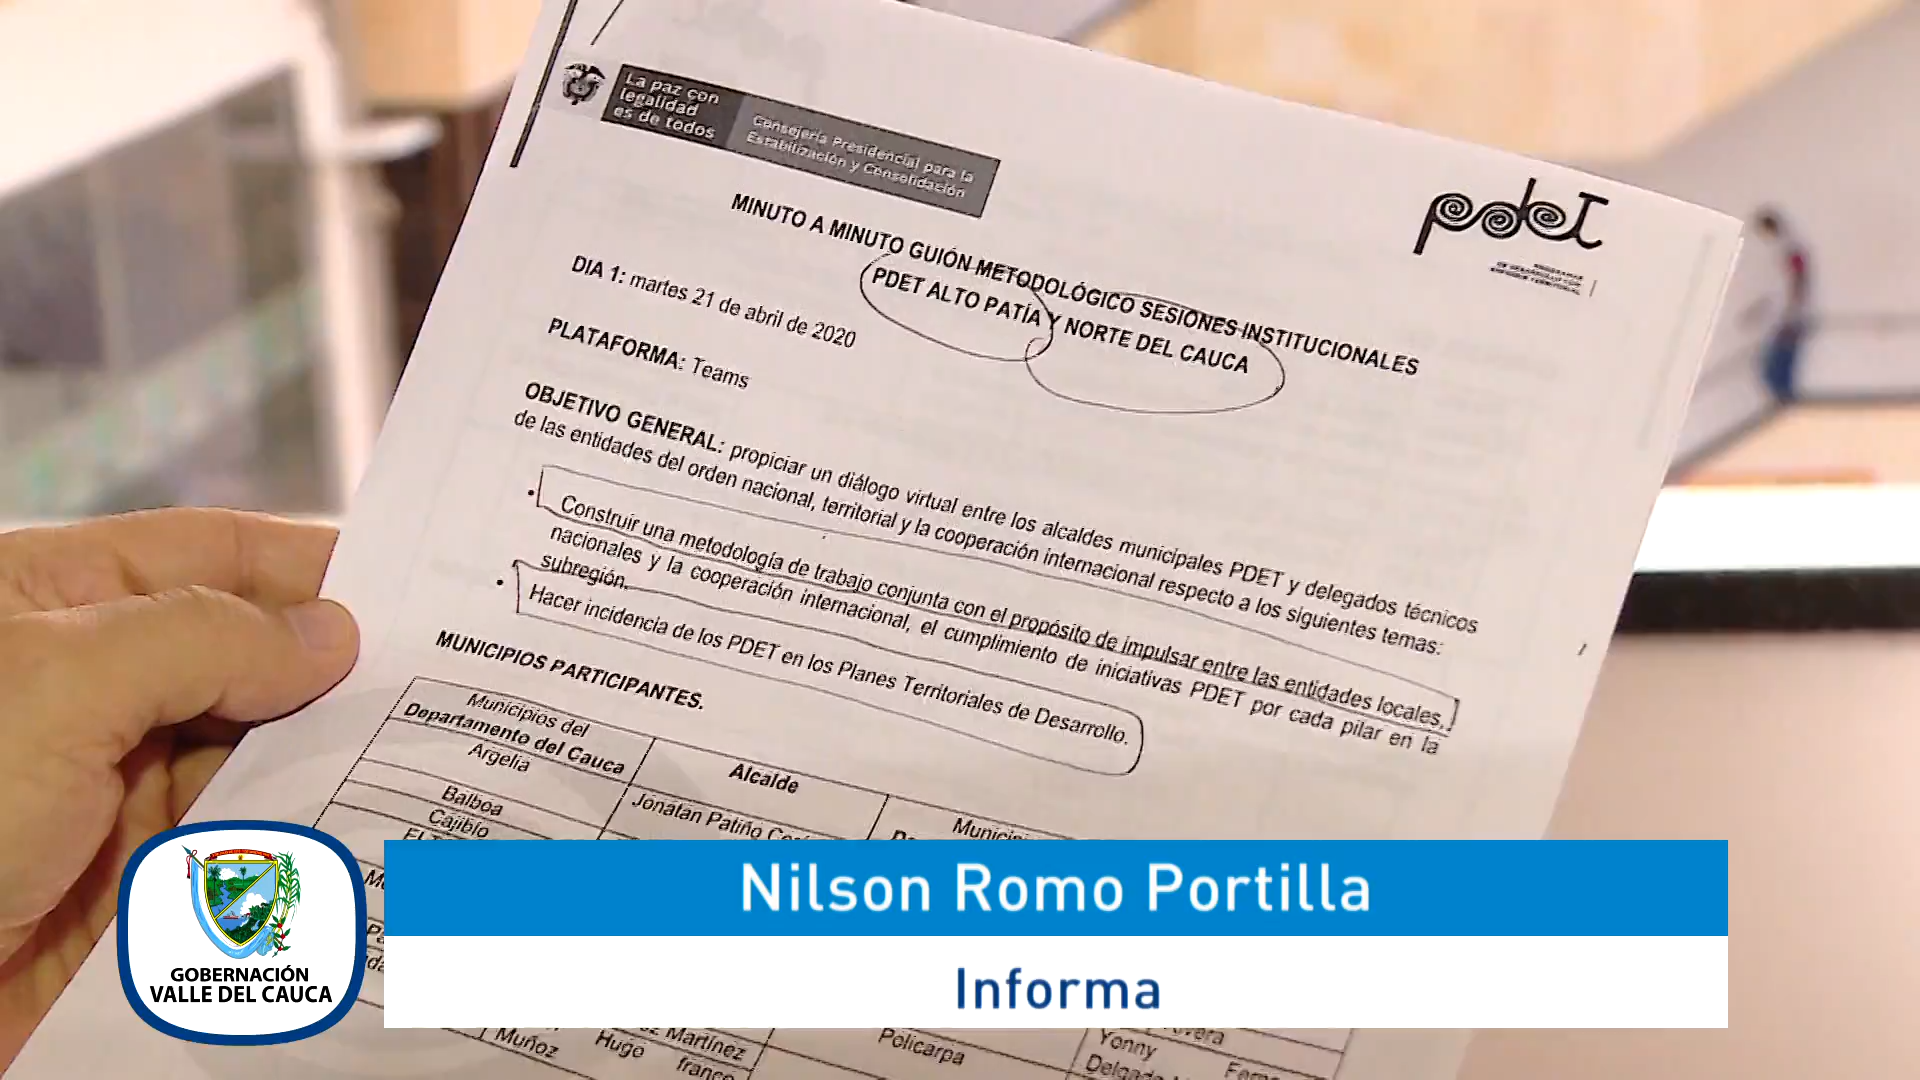 La paz con
legalidad
es de todos
Consejería Presidencial para la
Estabilización y Consolidación
pdet
PROGRAMAS
DE DESARROLLO CON
ENFOQUE TERRITORIAL
MINUTO A MINUTO GUIÓN METODOLÓGICO SESIONES INSTITUCIONALES
PDET ALTO PATÍA Y NORTE DEL CAUCA
DIA 1: martes 21 de abril de 2020
PLATAFORMA: Teams
OBJETIVO GENERAL: propiciar un diálogo virtual entre los alcaldes municipales PDET y delegados técnicos
de las entidades del orden nacional, territorial y la cooperación internacional respecto a los siguientes temas:
• Construir una metodología de trabajo conjunta con el propósito de impulsar entre las entidades locales,
nacionales y la cooperación internacional, el cumplimiento de iniciativas PDET por cada pilar en la
subregión.
• Hacer incidencia de los PDET en los Planes Territoriales de Desarrollo.
MUNICIPIOS PARTICIPANTES.
Municipios del
Departamento del Cauca
Alcalde
Argelia
Jonatan Patiño
Balboa
Cajibío
Muñoz
Hugo
Martínez
Policarpa
Yonny
Nilson Romo Portilla
Informa
GOBERNACIÓN
VALLE DEL CAUCA